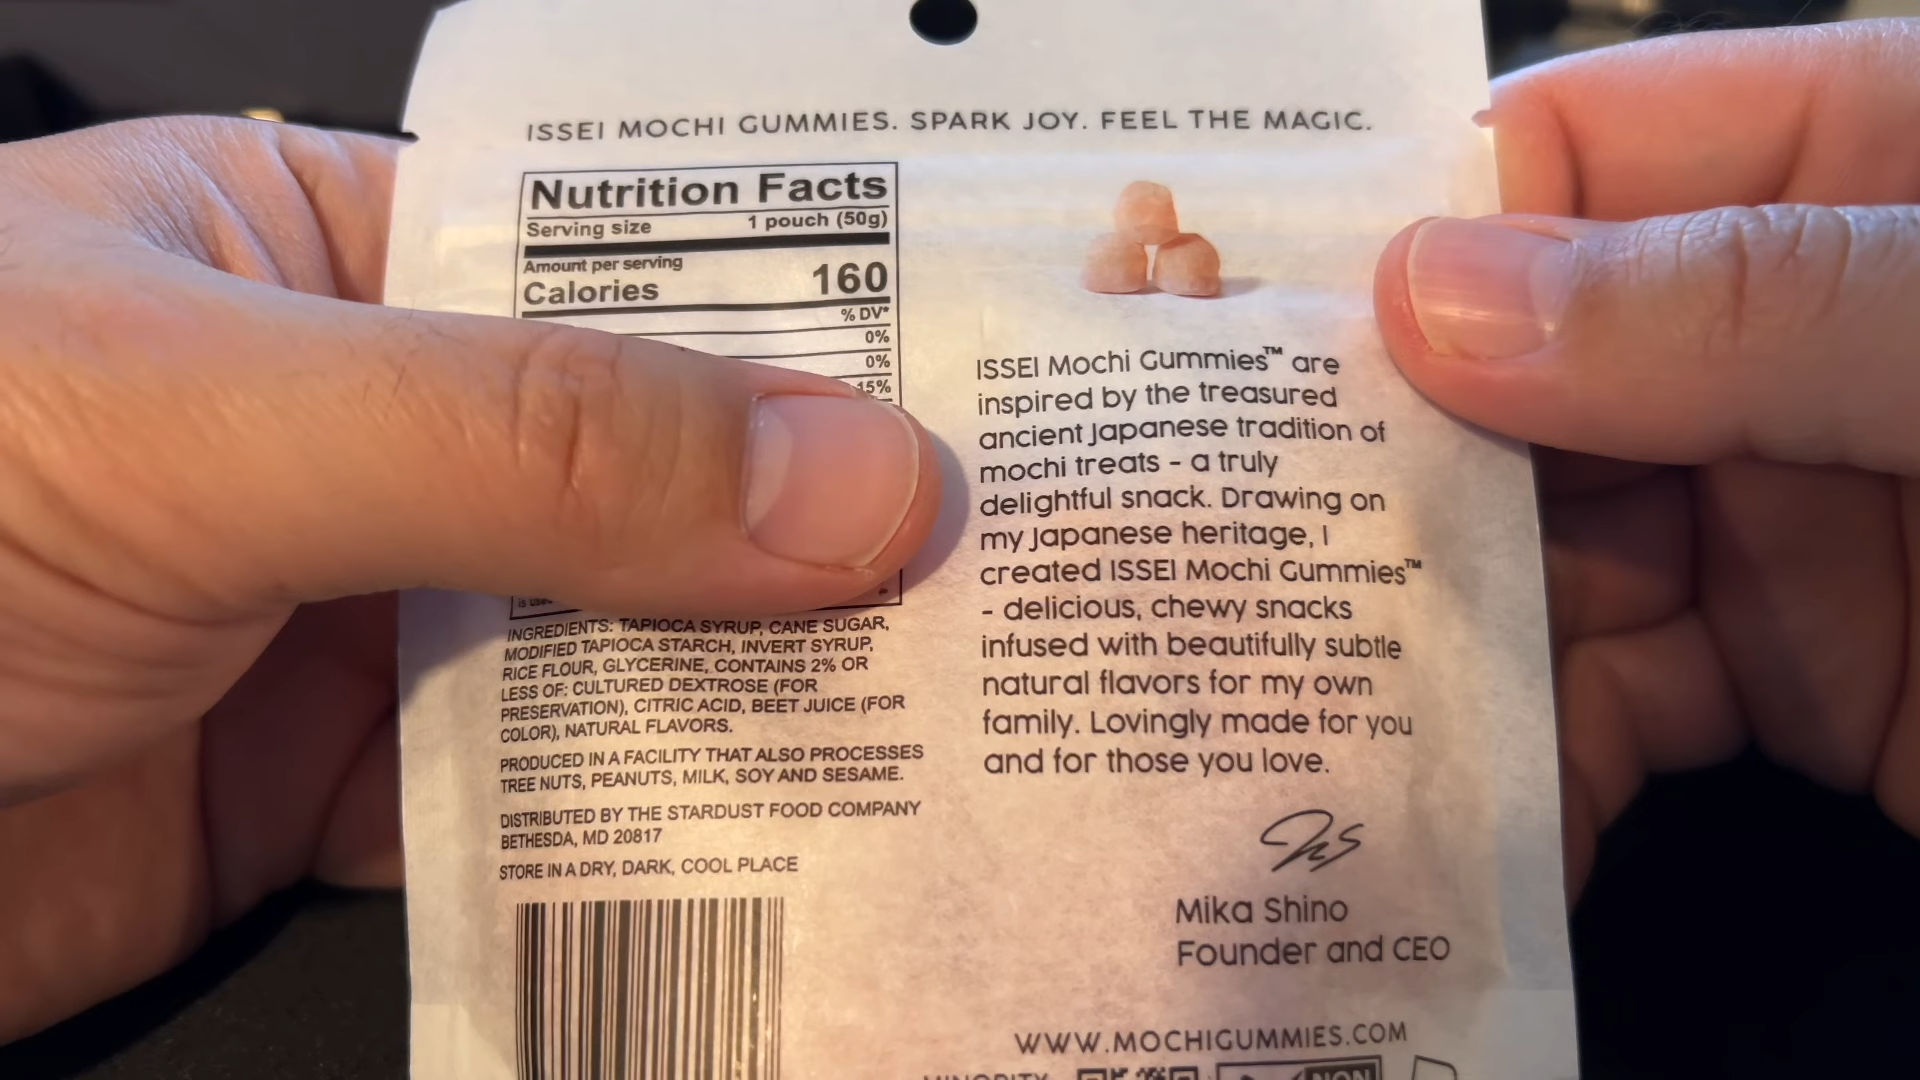 ISSEI MOCHI GUMMIES. SPARK JOY. FEEL THE MAGIC.
Nutrition Facts
Serving size 1 pouch (50g)
Amount per serving
Calories 160
% DV*
0%
0%
15%
INGREDIENTS: TAPIOCA SYRUP, CANE SUGAR,
MODIFIED TAPIOCA STARCH, INVERT SYRUP,
RICE FLOUR, GLYCERINE, CONTAINS 2% OR
LESS OF: CULTURED DEXTROSE (FOR
PRESERVATION), CITRIC ACID, BEET JUICE (FOR
COLOR), NATURAL FLAVORS.
PRODUCED IN A FACILITY THAT ALSO PROCESSES
TREE NUTS, PEANUTS, MILK, SOY AND SESAME.
DISTRIBUTED BY THE STARDUST FOOD COMPANY
BETHESDA, MD 20817
STORE IN A DRY, DARK, COOL PLACE
ISSEI Mochi Gummies™ are
inspired by the treasured
ancient Japanese tradition of
mochi treats - a truly
delightful snack. Drawing on
my Japanese heritage, I
created ISSEI Mochi Gummies™
- delicious, chewy snacks
infused with beautifully subtle
natural flavors for my own
family. Lovingly made for you
and for those you love.
Mika Shino
Founder and CEO
WWW.MOCHIGUMMIES.COM
MINORITY
NON